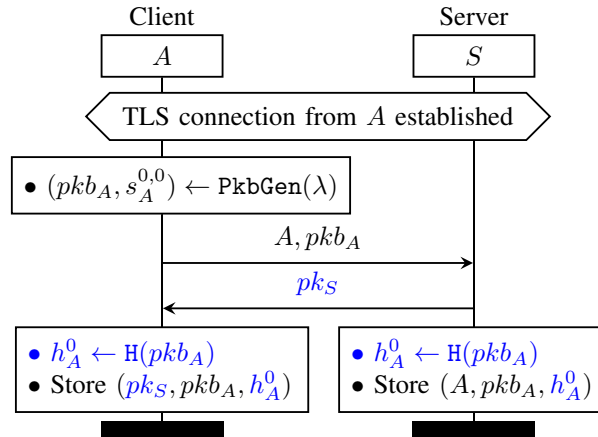 Client Server
A S
TLS connection from A established
• (pkb_A, s_A^{0,0}) ← PkbGen(λ)
A, pkb_A
pk_S
• h_A^0 ← H(pkb_A)
• Store (pk_S, pkb_A, h_A^0)
• h_A^0 ← H(pkb_A)
• Store (A, pkb_A, h_A^0)